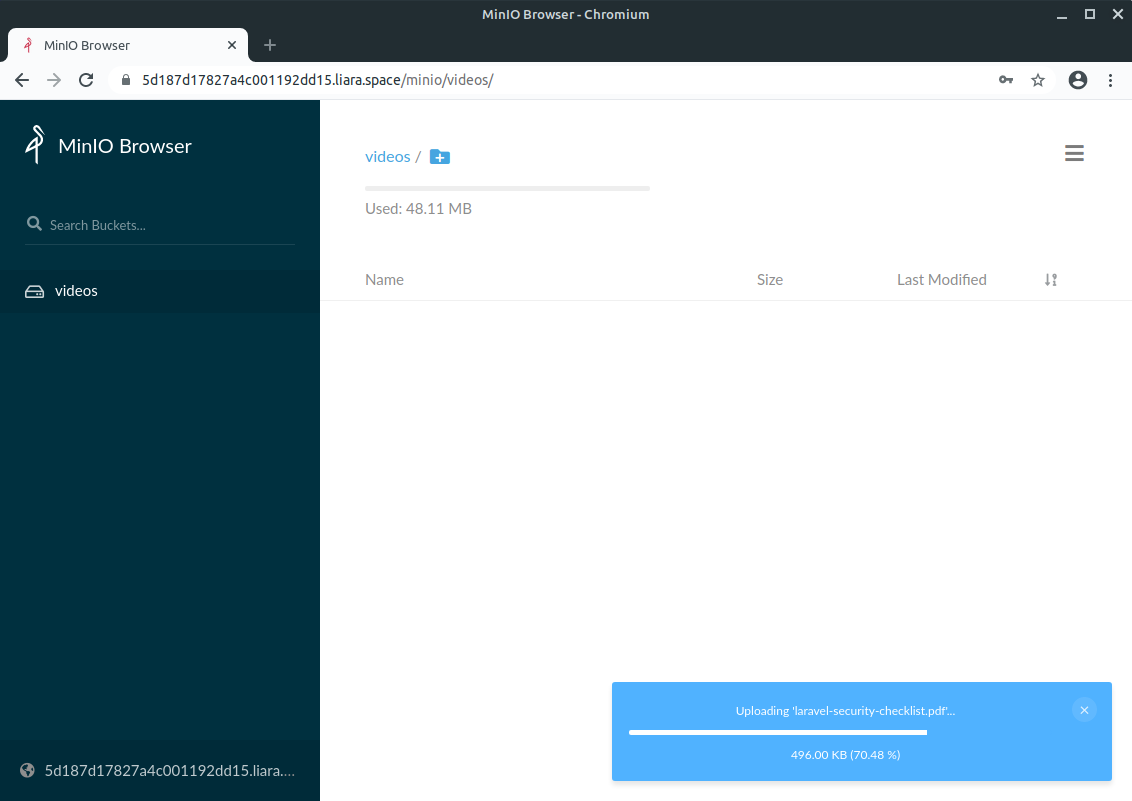 MinIO Browser - Chromium
MinIO Browser
5d187d17827a4c001192dd15.liara.space/minio/videos/
MinIO Browser
Search Buckets...
videos
5d187d17827a4c001192dd15.liara....
videos /
Used: 48.11 MB
Name Size Last Modified
Uploading 'laravel-security-checklist.pdf'...
496.00 KB (70.48 %)